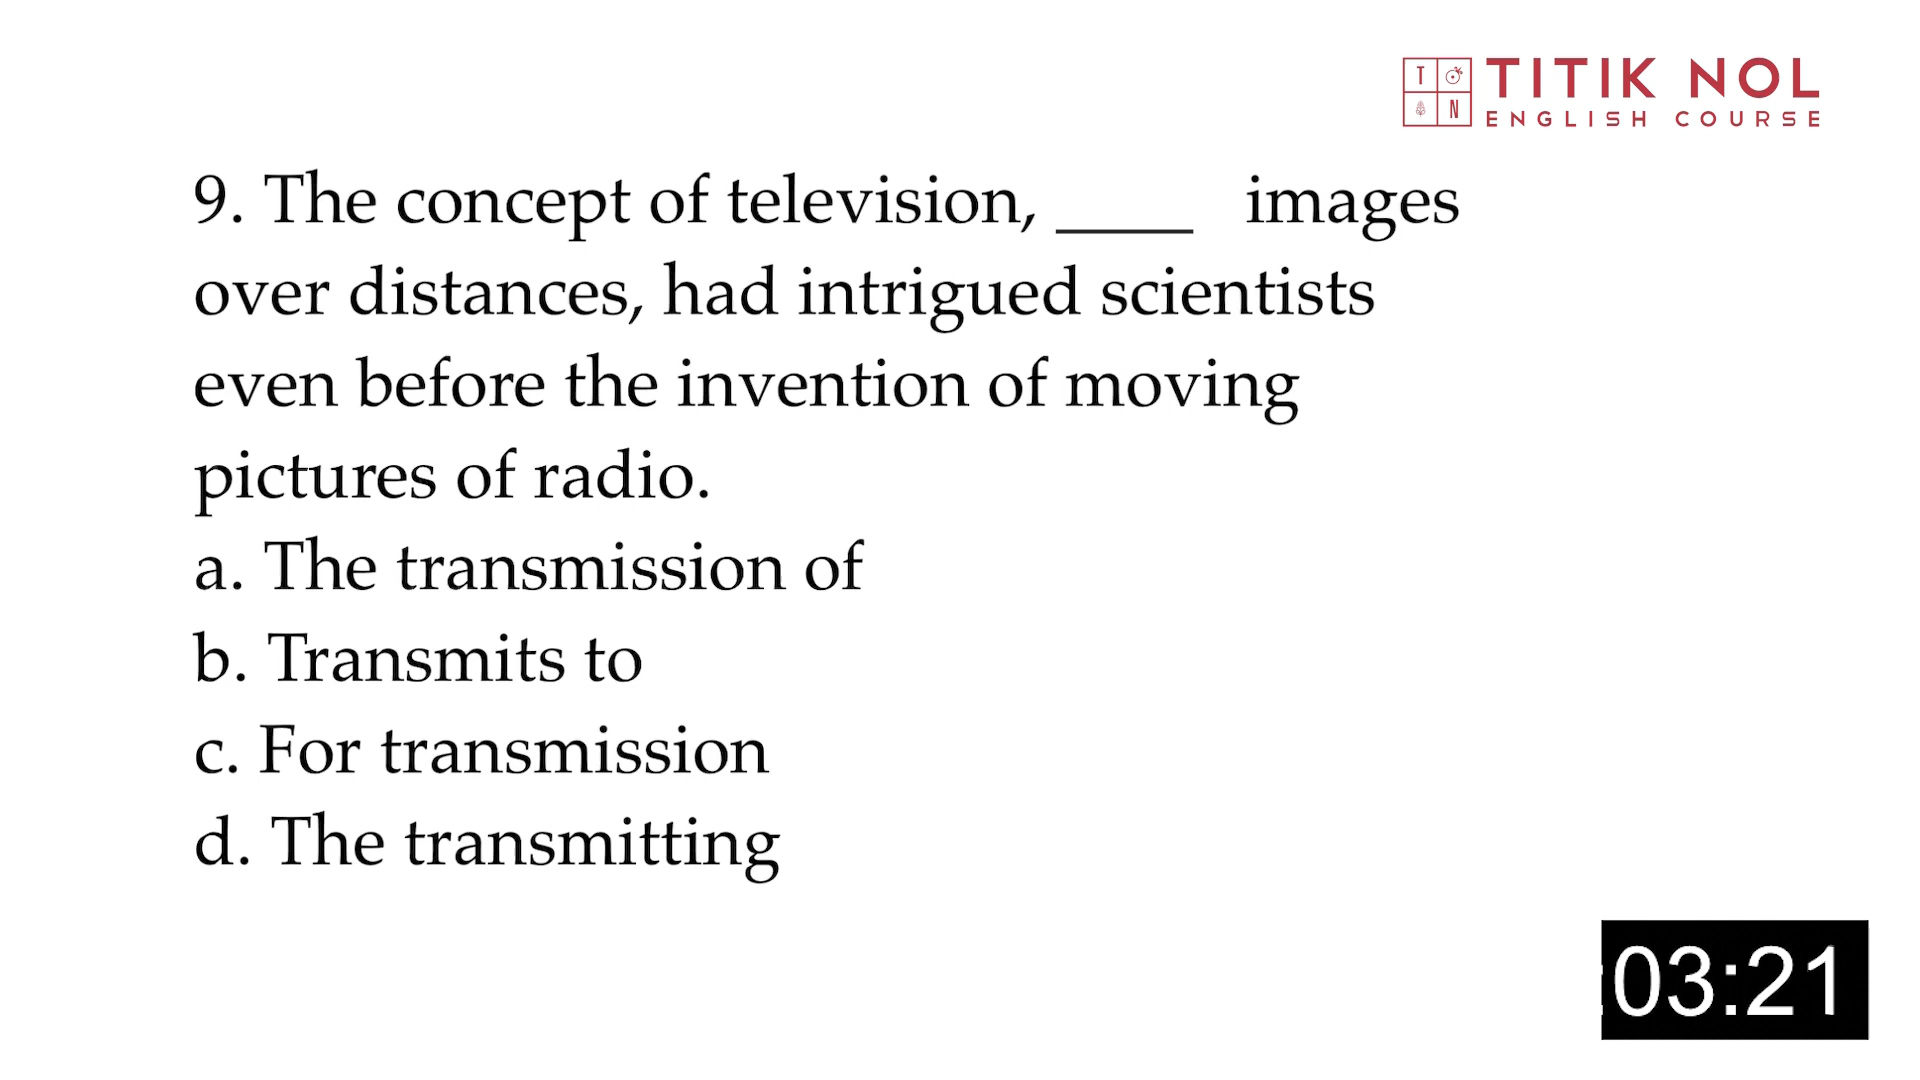 T
N
TITIK NOL
ENGLISH COURSE
9. The concept of television, ____ images
over distances, had intrigued scientists
even before the invention of moving
pictures of radio.
a. The transmission of
b. Transmits to
c. For transmission
d. The transmitting
:03:21